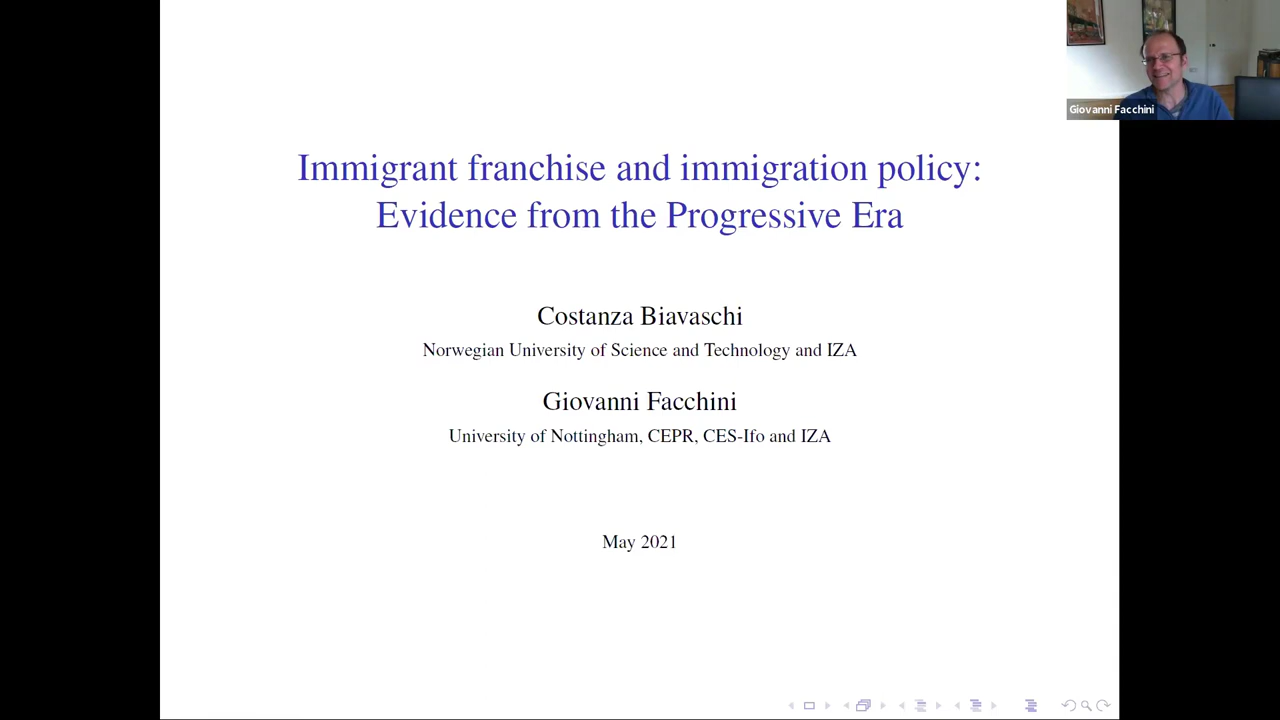 Giovanni Facchini
Immigrant franchise and immigration policy:
Evidence from the Progressive Era
Costanza Biavaschi
Norwegian University of Science and Technology and IZA
Giovanni Facchini
University of Nottingham, CEPR, CES-Ifo and IZA
May 2021